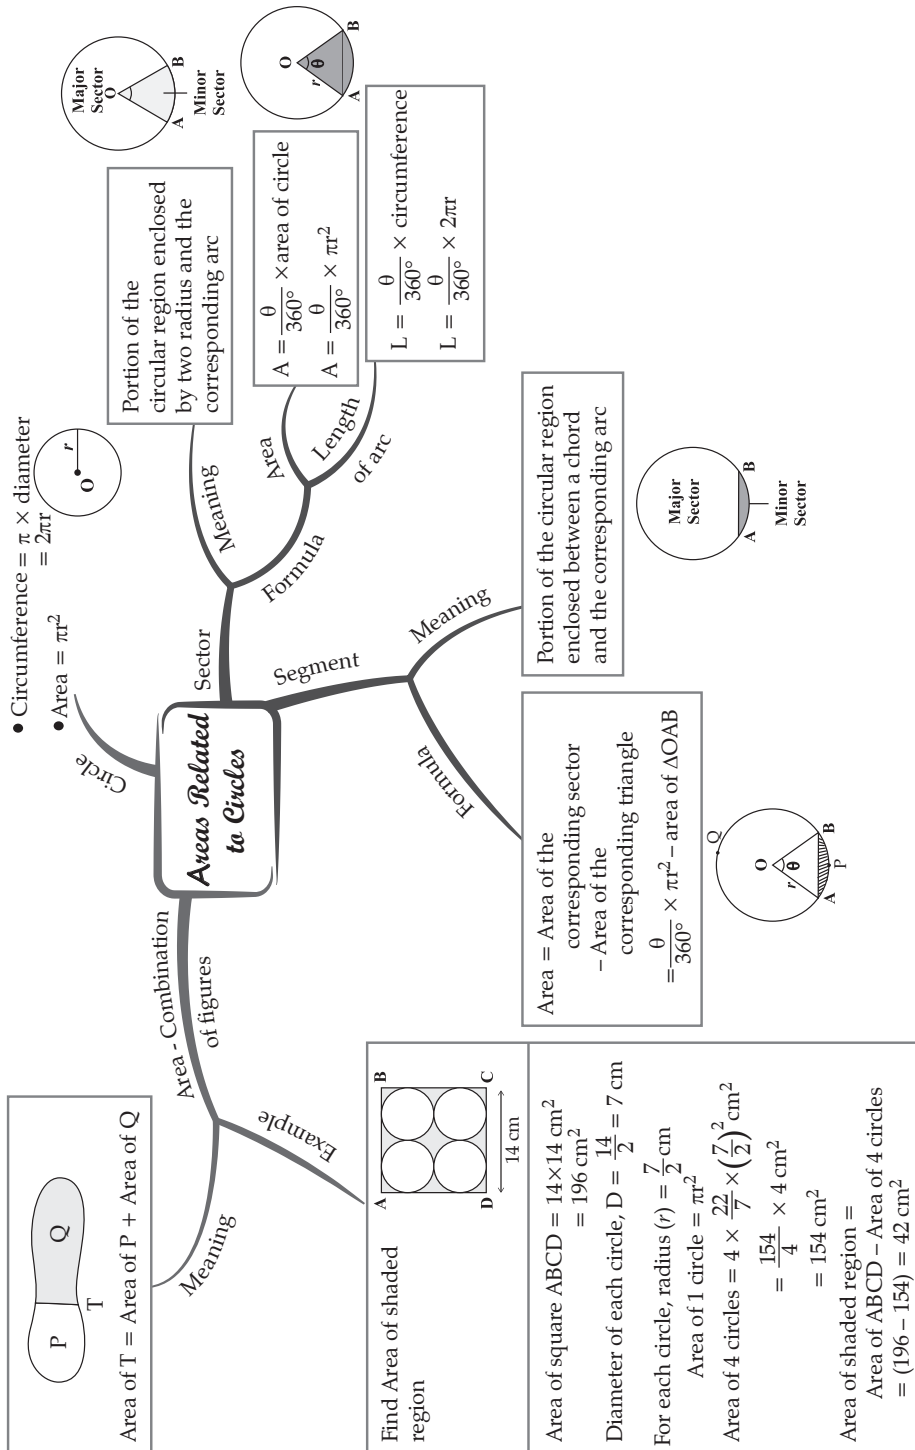 Areas Related
to Circles
Circle
• Circumference = π × diameter
= 2πr
• Area = πr²
O
r
Sector
Meaning
Portion of the
circular region enclosed
by two radius and the
corresponding arc
Major
Sector
O
A
B
Minor
Sector
Formula
Area
A = θ/360° × area of circle
A = θ/360° × πr²
O
r
θ
A
B
Length
of arc
L = θ/360° × circumference
L = θ/360° × 2πr
Segment
Meaning
Portion of the circular region
enclosed between a chord
and the corresponding arc
Major
Sector
A
B
Minor
Sector
Formula
Area = Area of the
corresponding sector
– Area of the
corresponding triangle
= θ/360° × πr² – area of ΔOAB
Q
O
r
θ
A
B
P
Area - Combination
of figures
Meaning
P
Q
T
Area of T = Area of P + Area of Q
Example
Find Area of shaded
region
A
B
D
C
14 cm
Area of square ABCD = 14×14 cm²
= 196 cm²
Diameter of each circle, D = 14/2 = 7 cm
For each circle, radius (r) = 7/2 cm
Area of 1 circle = πr²
Area of 4 circles = 4 × 22/7 × (7/2)² cm²
= 154/4 × 4 cm²
= 154 cm²
Area of shaded region =
Area of ABCD – Area of 4 circles
= (196 – 154) = 42 cm²